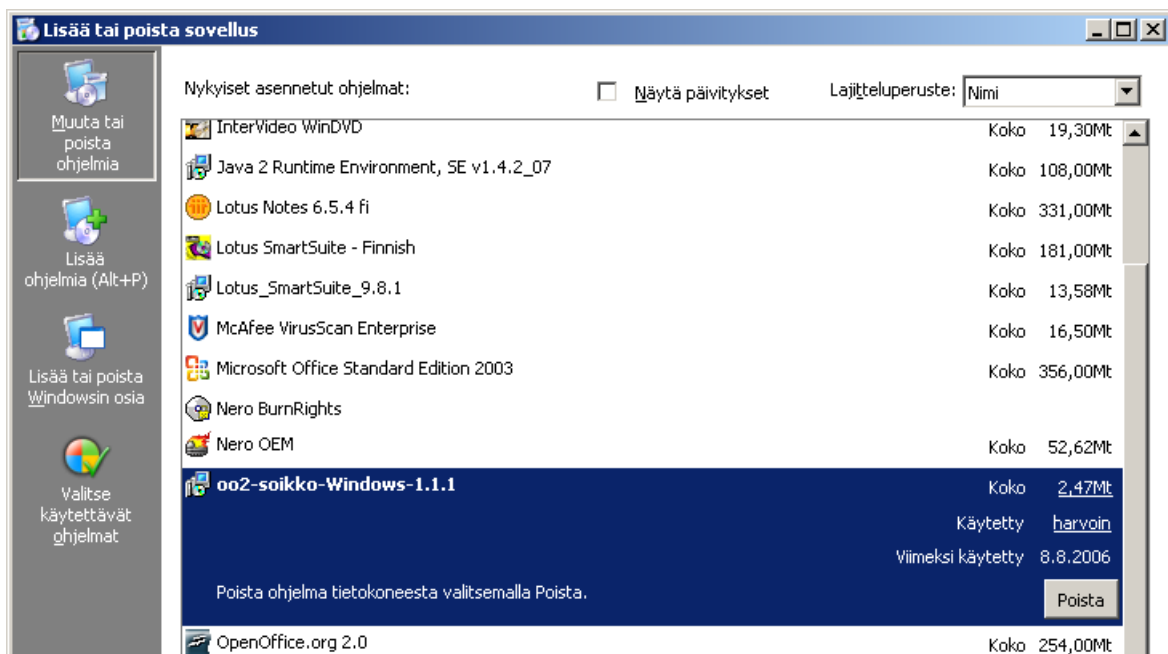 Lisää tai poista sovellus
Muuta tai
poista
ohjelmia
Lisää
ohjelmia (Alt+P)
Lisää tai poista
Windowsin osia
Valitse
käytettävät
ohjelmat
Nykyiset asennetut ohjelmat: Näytä päivitykset Lajitteluperuste: Nimi
InterVideo WinDVD Koko 19,30Mt
Java 2 Runtime Environment, SE v1.4.2_07 Koko 108,00Mt
Lotus Notes 6.5.4 fi Koko 331,00Mt
Lotus SmartSuite - Finnish Koko 181,00Mt
Lotus_SmartSuite_9.8.1 Koko 13,58Mt
McAfee VirusScan Enterprise Koko 16,50Mt
Microsoft Office Standard Edition 2003 Koko 356,00Mt
Nero BurnRights
Nero OEM Koko 52,62Mt
oo2-soikko-Windows-1.1.1 Koko 2,47Mt
Käytetty harvoin
Viimeksi käytetty 8.8.2006
Poista ohjelma tietokoneesta valitsemalla Poista. Poista
OpenOffice.org 2.0 Koko 254,00Mt